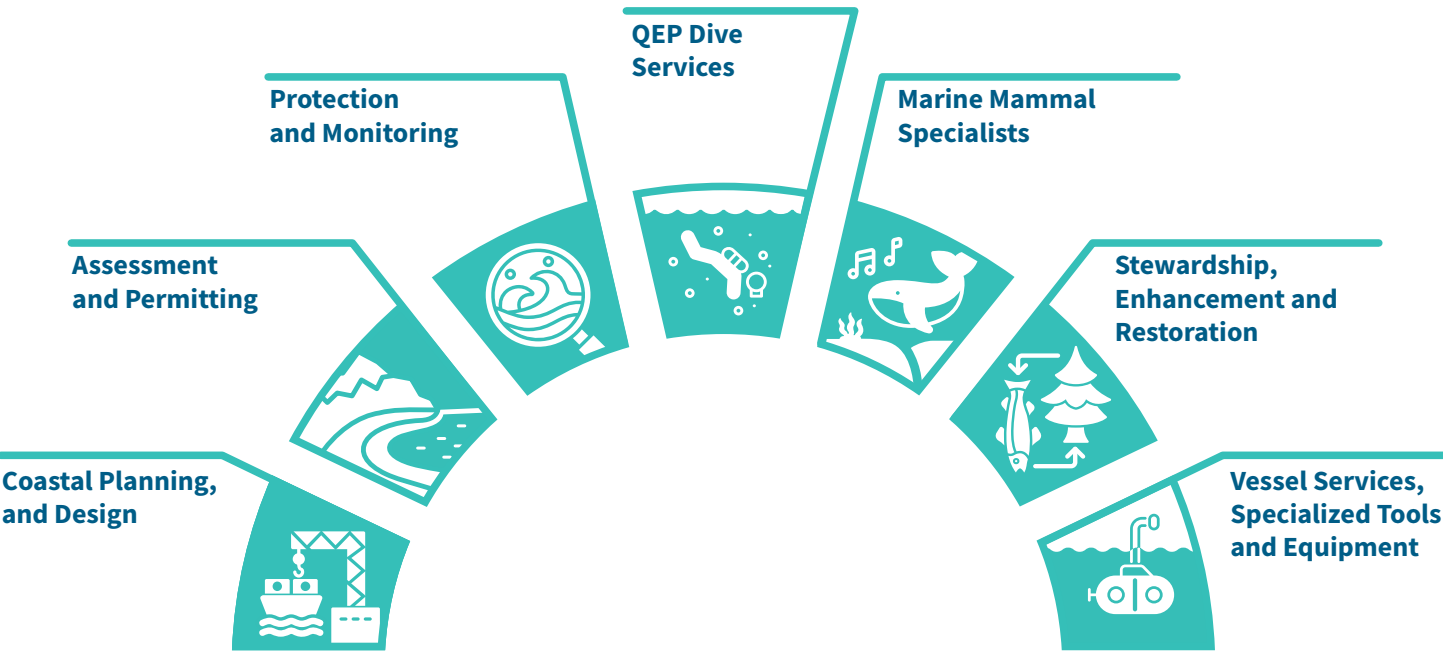 QEP Dive
Services
Protection
and Monitoring
Marine Mammal
Specialists
Assessment
and Permitting
Stewardship,
Enhancement and
Restoration
Coastal Planning,
and Design
Vessel Services,
Specialized Tools
and Equipment